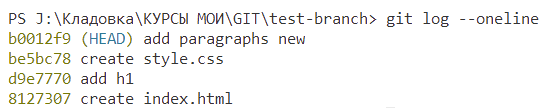 PS J:\Кладовка\КУРСЫ МОИ\GIT\test-branch> git log --oneline
b0012f9 (HEAD) add paragraphs new
be5bc78 create style.css
d9e7770 add h1
8127307 create index.html